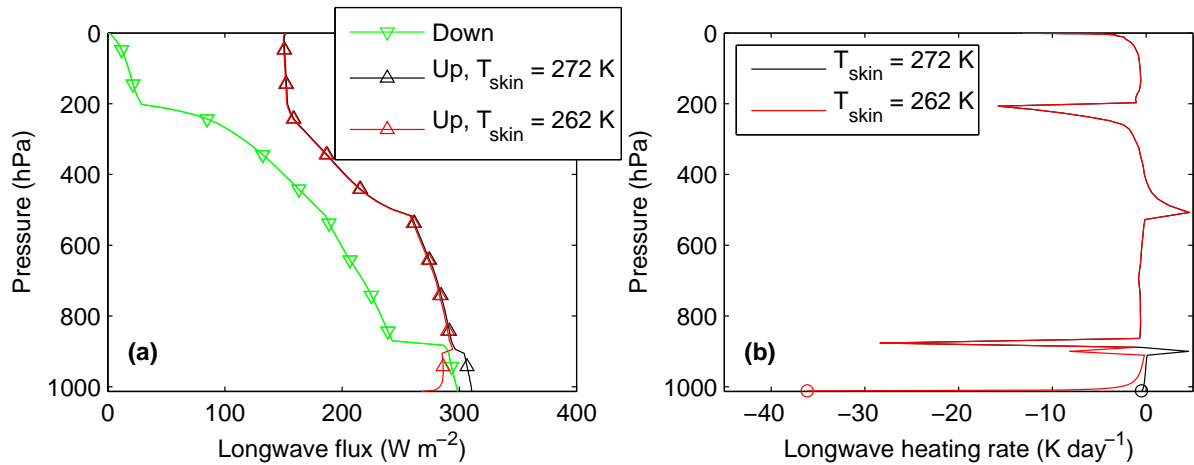 0
200
400
600
800
1000
Pressure (hPa)
(a)
0 100 200 300 400
Longwave flux (W m⁻²)
Down
Up, T_skin = 272 K
Up, T_skin = 262 K
0
200
400
600
800
1000
Pressure (hPa)
(b)
−40 −30 −20 −10 0
Longwave heating rate (K day⁻¹)
T_skin = 272 K
T_skin = 262 K